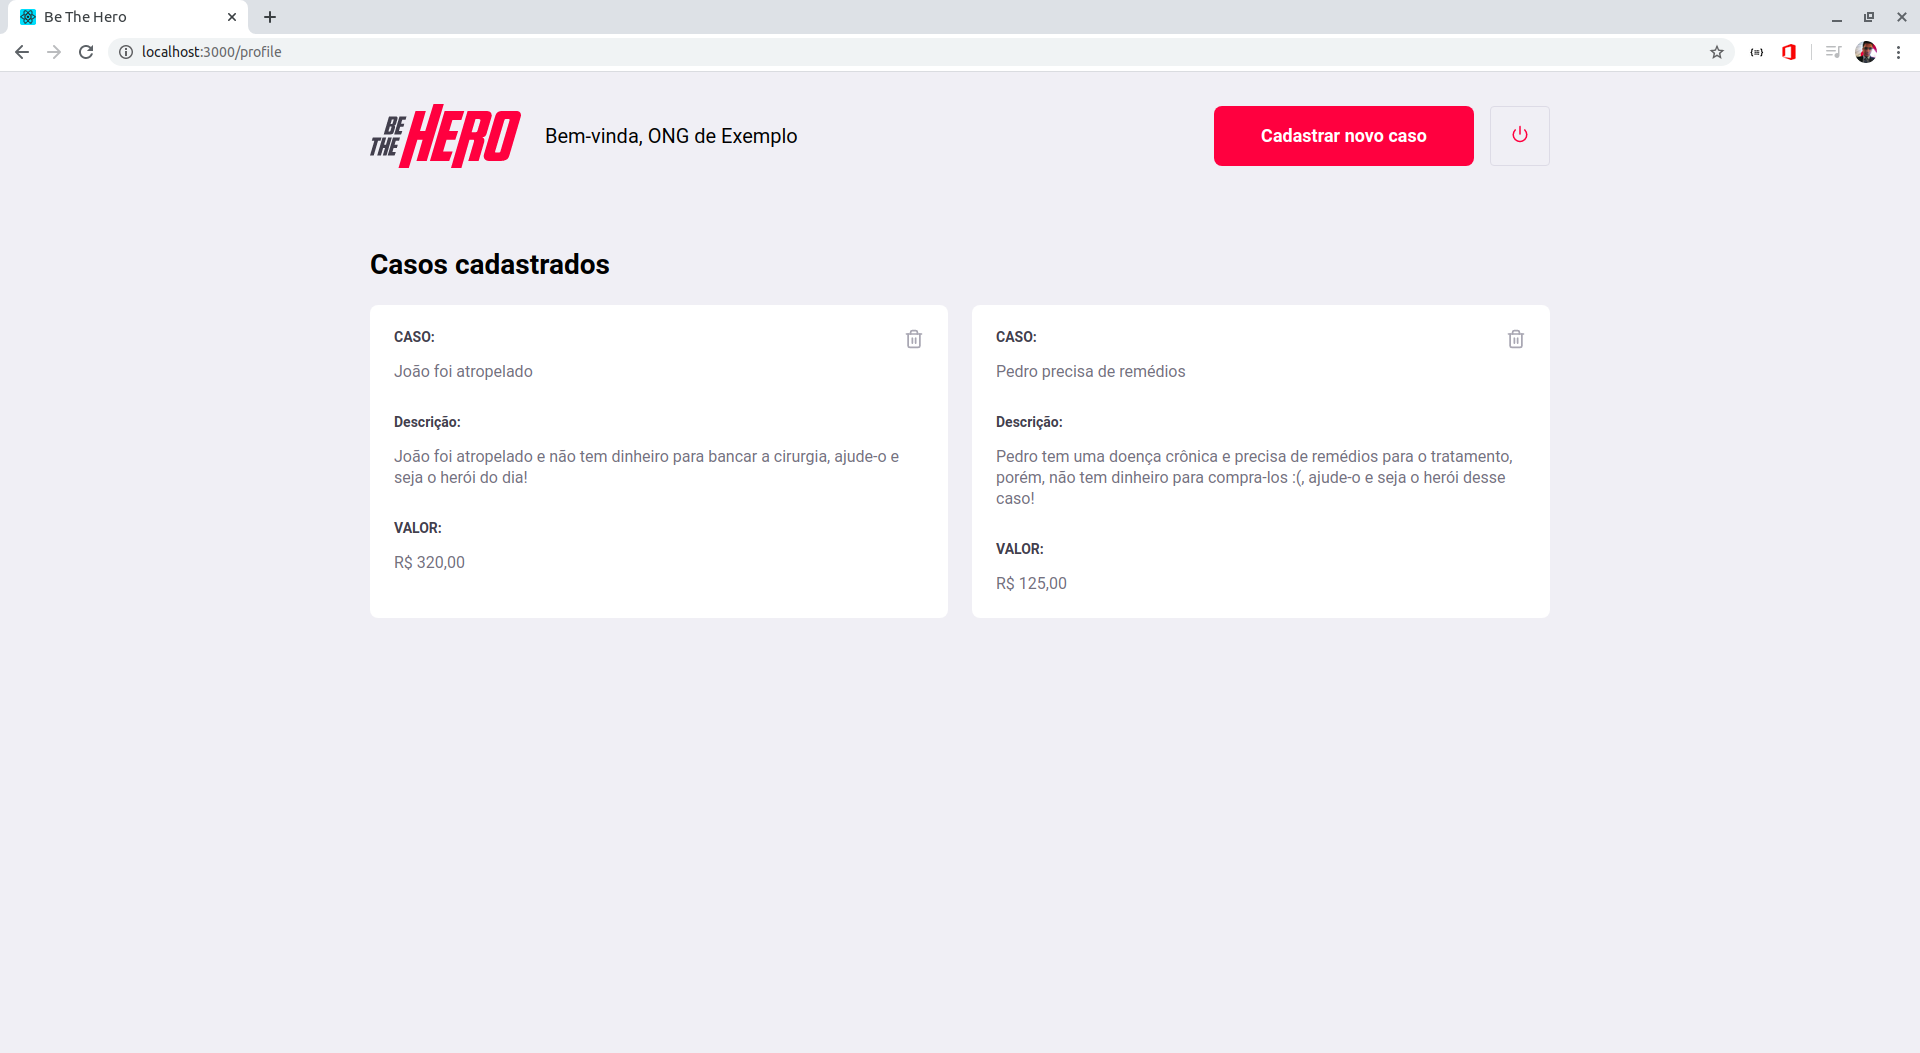 Be The Hero
localhost:3000/profile
BE
THE
HERO
Bem-vinda, ONG de Exemplo
Cadastrar novo caso
Casos cadastrados
CASO:
João foi atropelado
Descrição:
João foi atropelado e não tem dinheiro para bancar a cirurgia, ajude-o e
seja o herói do dia!
VALOR:
R$ 320,00
CASO:
Pedro precisa de remédios
Descrição:
Pedro tem uma doença crônica e precisa de remédios para o tratamento,
porém, não tem dinheiro para compra-los :(, ajude-o e seja o herói desse
caso!
VALOR:
R$ 125,00